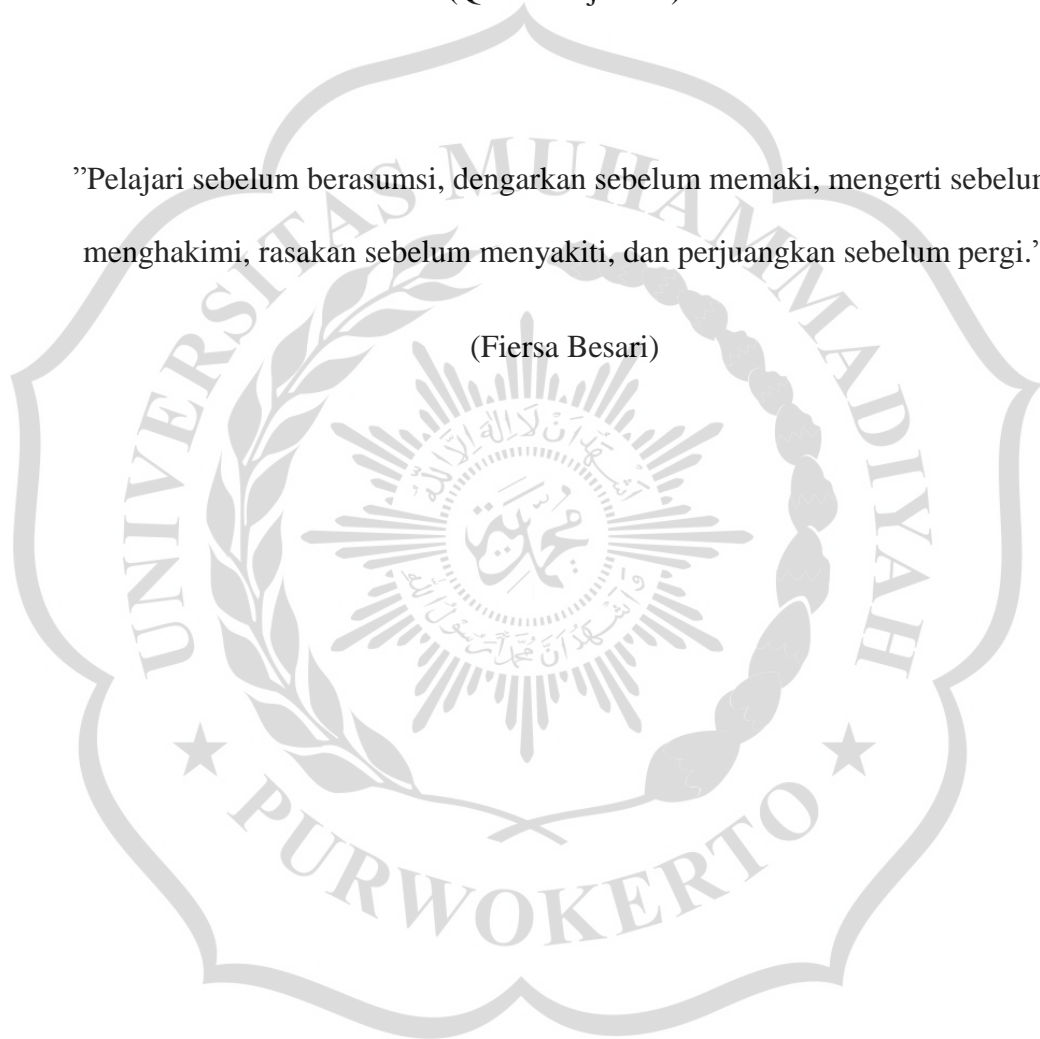 ”Pelajari sebelum berasumsi, dengarkan sebelum memaki, mengerti
menghakimi, rasakan sebelum menyakiti, dan perjuangkan sebelum pergi.”
(Fiersa Besari)
UNIVERSITAS MUHAMMADIYAH
PURWOKERTO